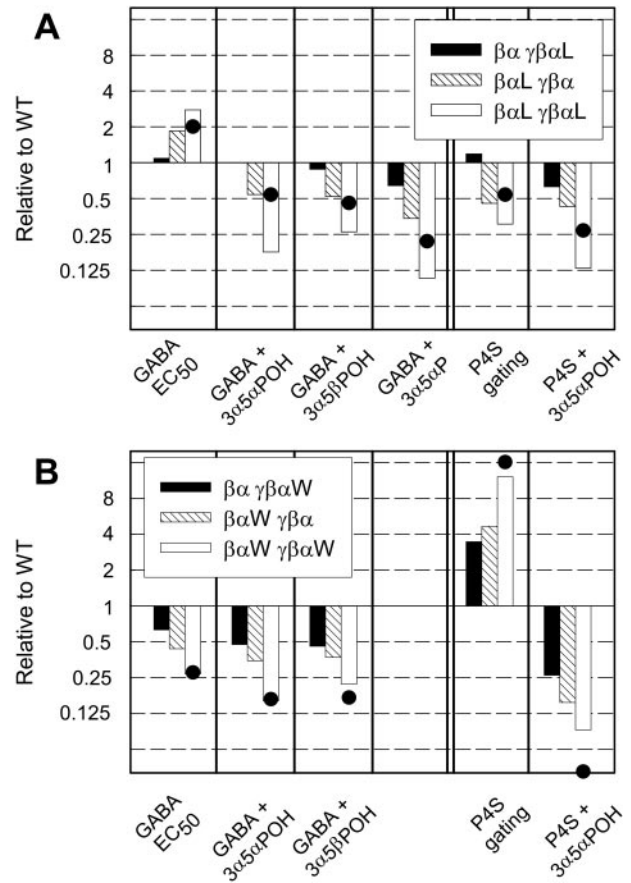 A
Relative to WT
8
4
2
1
0.5
0.25
0.125
βα γβαL
βαL γβα
βαL γβαL
GABA
EC50
GABA +
3α5αPOH
GABA +
3α5βPOH
GABA +
3α5αP
P4S
gating
P4S +
3α5αPOH
B
Relative to WT
8
4
2
1
0.5
0.25
0.125
βα γβαW
βαW γβα
βαW γβαW
GABA
EC50
GABA +
3α5αPOH
GABA +
3α5βPOH
P4S
gating
P4S +
3α5αPOH